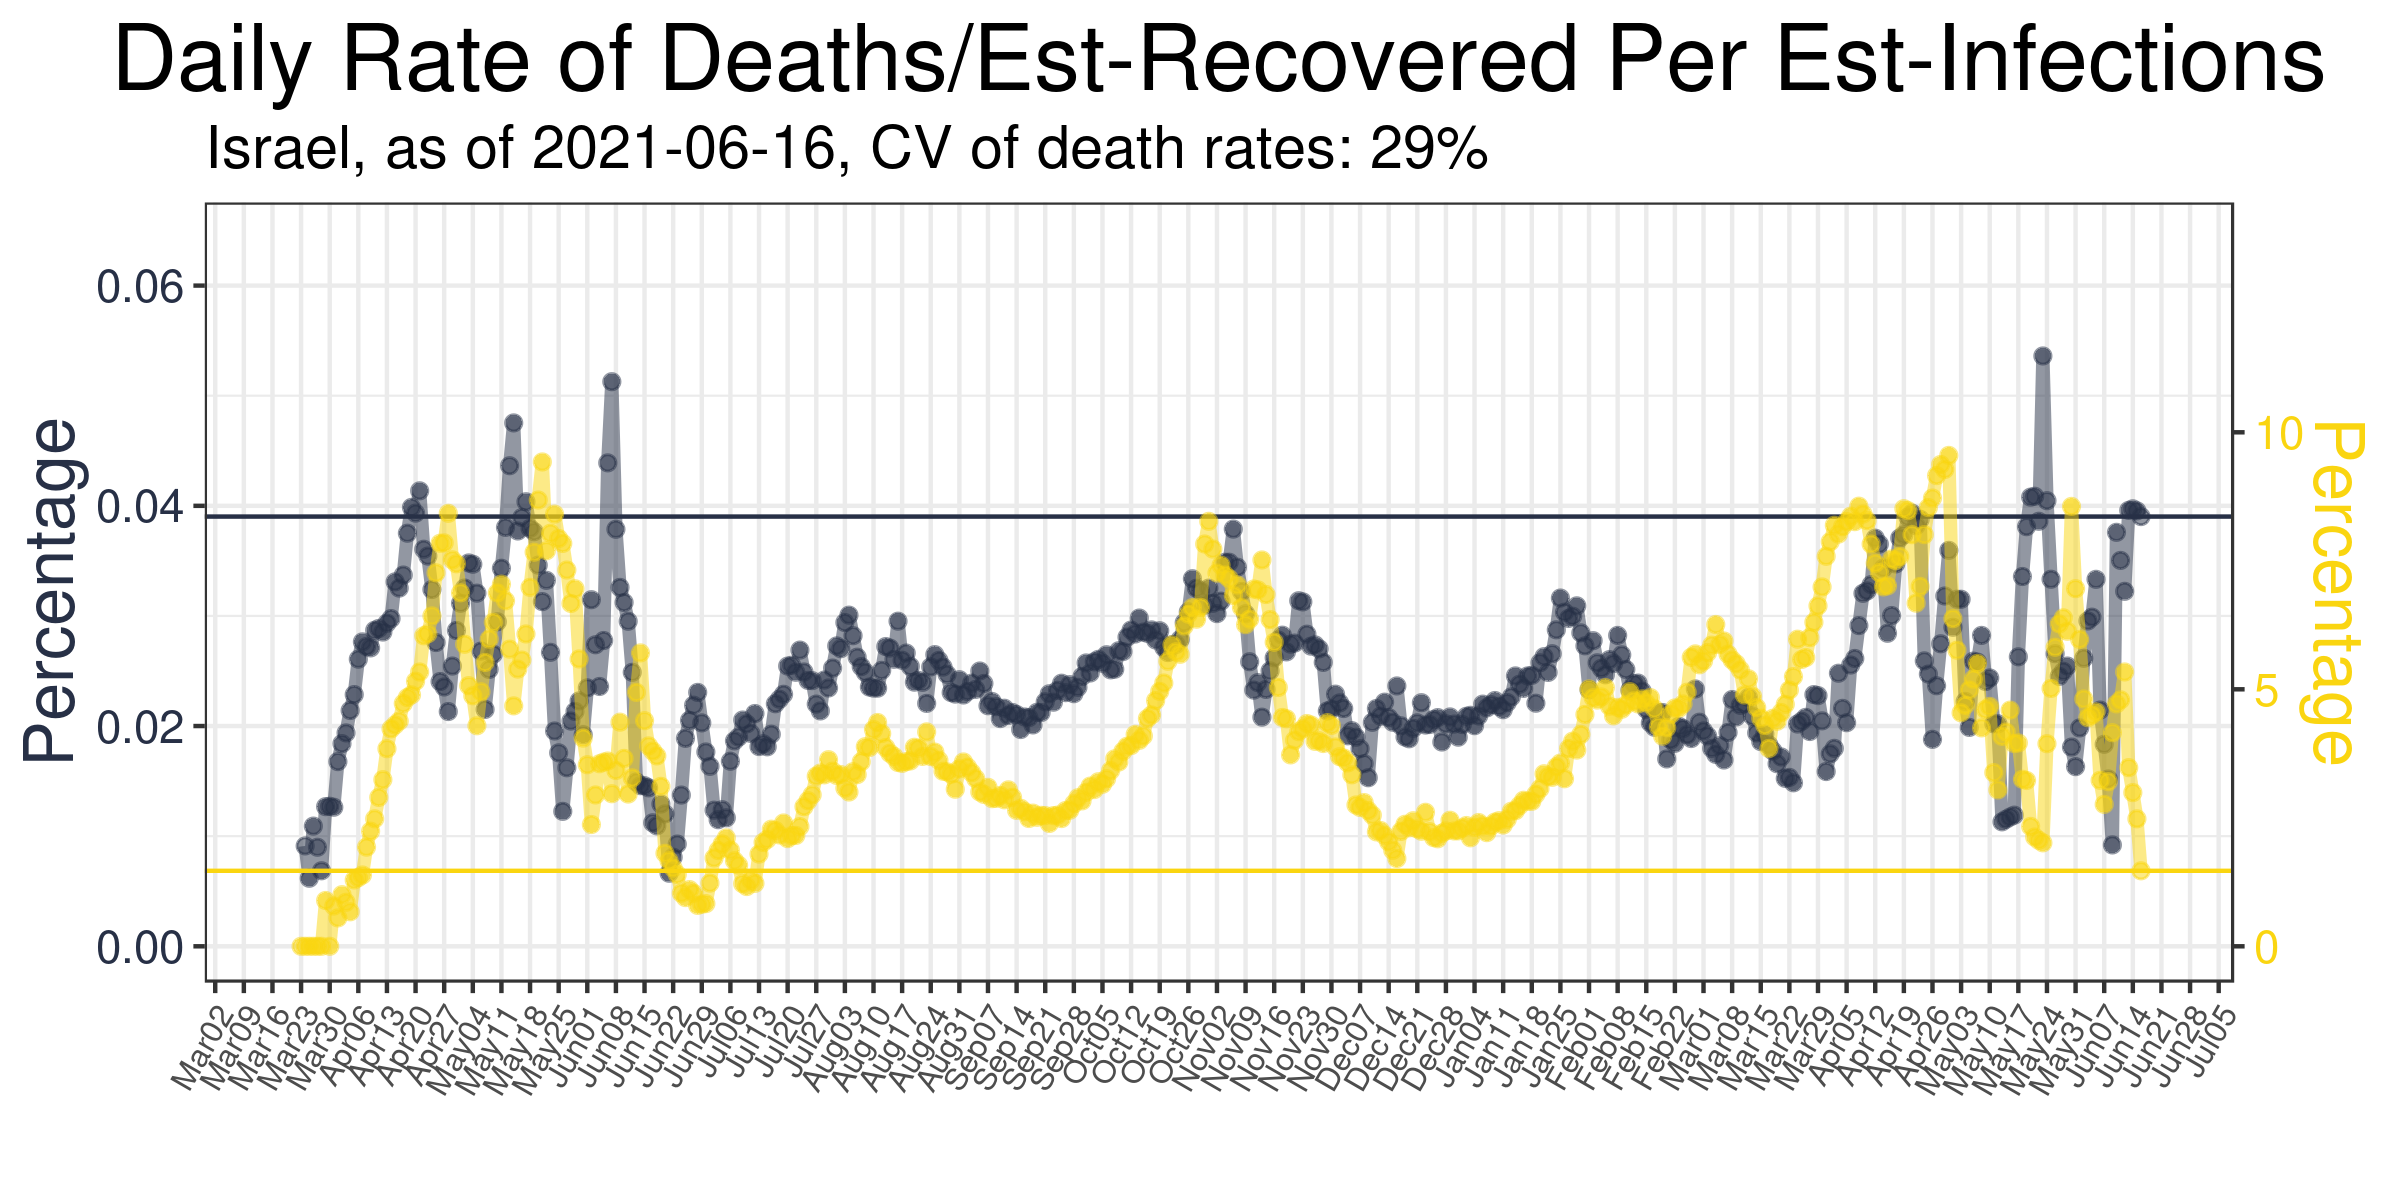 Daily Rate of Deaths/Est-Recovered Per Est-Infections
Israel, as of 2021-06-16, CV of death rates: 29%
Percentage
0.06
0.04
0.02
0.00
10
5
0
Percentage
Mar02
Mar09
Mar16
Mar23
Mar30
Apr06
Apr13
Apr20
Apr27
May04
May11
May18
May25
Jun01
Jun08
Jun15
Jun22
Jun29
Jul06
Jul13
Jul20
Jul27
Aug03
Aug10
Aug17
Aug24
Aug31
Sep07
Sep14
Sep21
Sep28
Oct05
Oct12
Oct19
Oct26
Nov02
Nov09
Nov16
Nov23
Nov30
Dec07
Dec14
Dec21
Dec28
Jan04
Jan11
Jan18
Jan25
Feb01
Feb08
Feb15
Feb22
Mar01
Mar08
Mar15
Mar22
Mar29
Apr05
Apr12
Apr19
Apr26
May03
May10
May17
May24
May31
Jun07
Jun14
Jun21
Jun28
Jul05